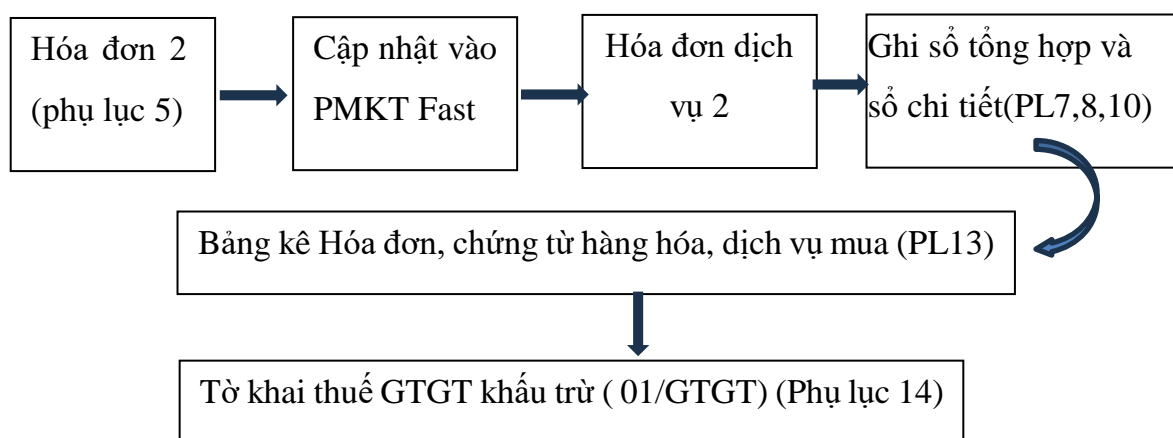 Hóa đơn 2
(phụ lục 5)
Cập nhật vào
PMKT Fast
Hóa đơn dịch
vụ 2
Ghi sổ tổng hợp và
sổ chi tiết(PL7,8,10)
Bảng kê Hóa đơn, chứng từ hàng hóa, dịch vụ mua (PL13)
Tờ khai thuế GTGT khấu trừ ( 01/GTGT) (Phụ lục 14)